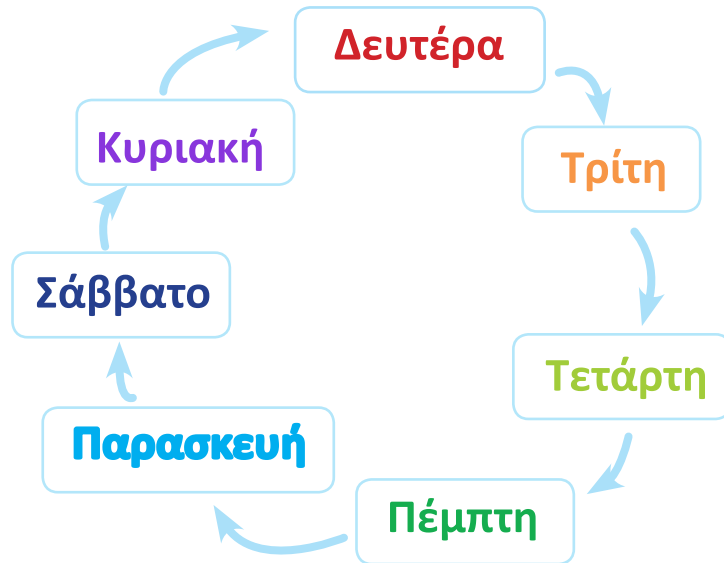 Δευτέρα
Τρίτη
Τετάρτη
Πέμπτη
Παρασκευή
Σάββατο
Κυριακή